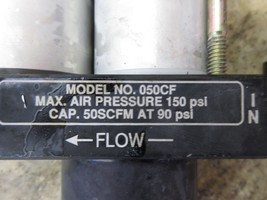 MODEL NO. 050CF
MAX. AIR PRESSURE 150 psi
CAP. 50SCFM AT 90 psi
IN
← FLOW